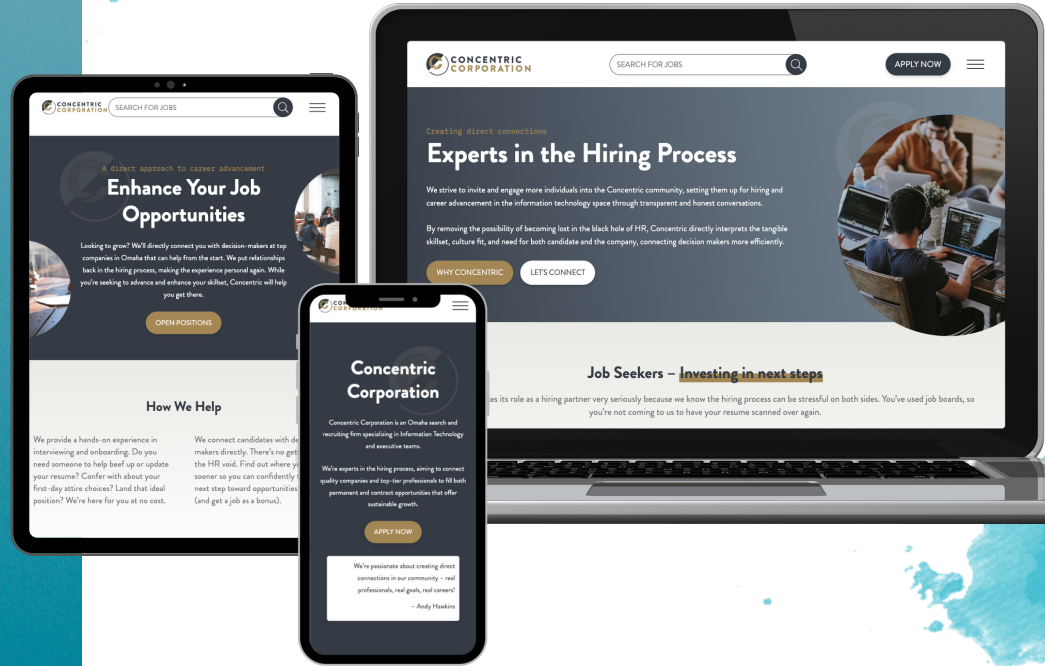 CONCENTRIC
CORPORATION
SEARCH FOR JOBS
APPLY NOW
Creating direct connections
Experts in the Hiring Process
We strive to invite and engage more individuals into the Concentric community, setting them up for hiring and
career advancement in the information technology space through transparent and honest conversations.
By removing the possibility of becoming lost in the black hole of HR, Concentric directly interprets the tangible
skillset, culture fit, and need for both candidate and the company, connecting decision makers more efficiently.
WHY CONCENTRIC
LET'S CONNECT
Job Seekers – Investing in next steps
its role as a hiring partner very seriously because we know the hiring process can be stressful on both sides. You've used job boards, so
you're not coming to us to have your resume scanned over again.
CONCENTRIC
CORPORATION
SEARCH FOR JOBS
A direct approach to career advancement
Enhance Your Job
Opportunities
Looking to grow? We'll directly connect you with decision-makers at top
companies in Omaha that can help from the start. We put relationships
back in the hiring process, making the experience personal again. While
you're seeking to advance and enhance your skillset, Concentric will help
you get there.
OPEN POSITIONS
How We Help
We provide a hands-on experience in
interviewing and onboarding. Do you
need someone to help beef up or update
your resume? Confer with about your
first-day attire choices? Land that ideal
position? We're here for you at no cost.
We connect candidates with
makers directly. There's no
the HR void. Find out where
sooner so you can confidently
next step toward opportunities
(and get a job as a bonus).
CORPORATION
Concentric
Corporation
Concentric Corporation is an Omaha search and
recruiting firm specializing in Information Technology
and executive teams.
We're experts in the hiring process, aiming to connect
quality companies and top-tier professionals to fill both
permanent and contract opportunities that offer
sustainable growth.
APPLY NOW
We're passionate about creating direct
connections in our community – real
professionals, real goals, real careers!
– Andy Hawkins